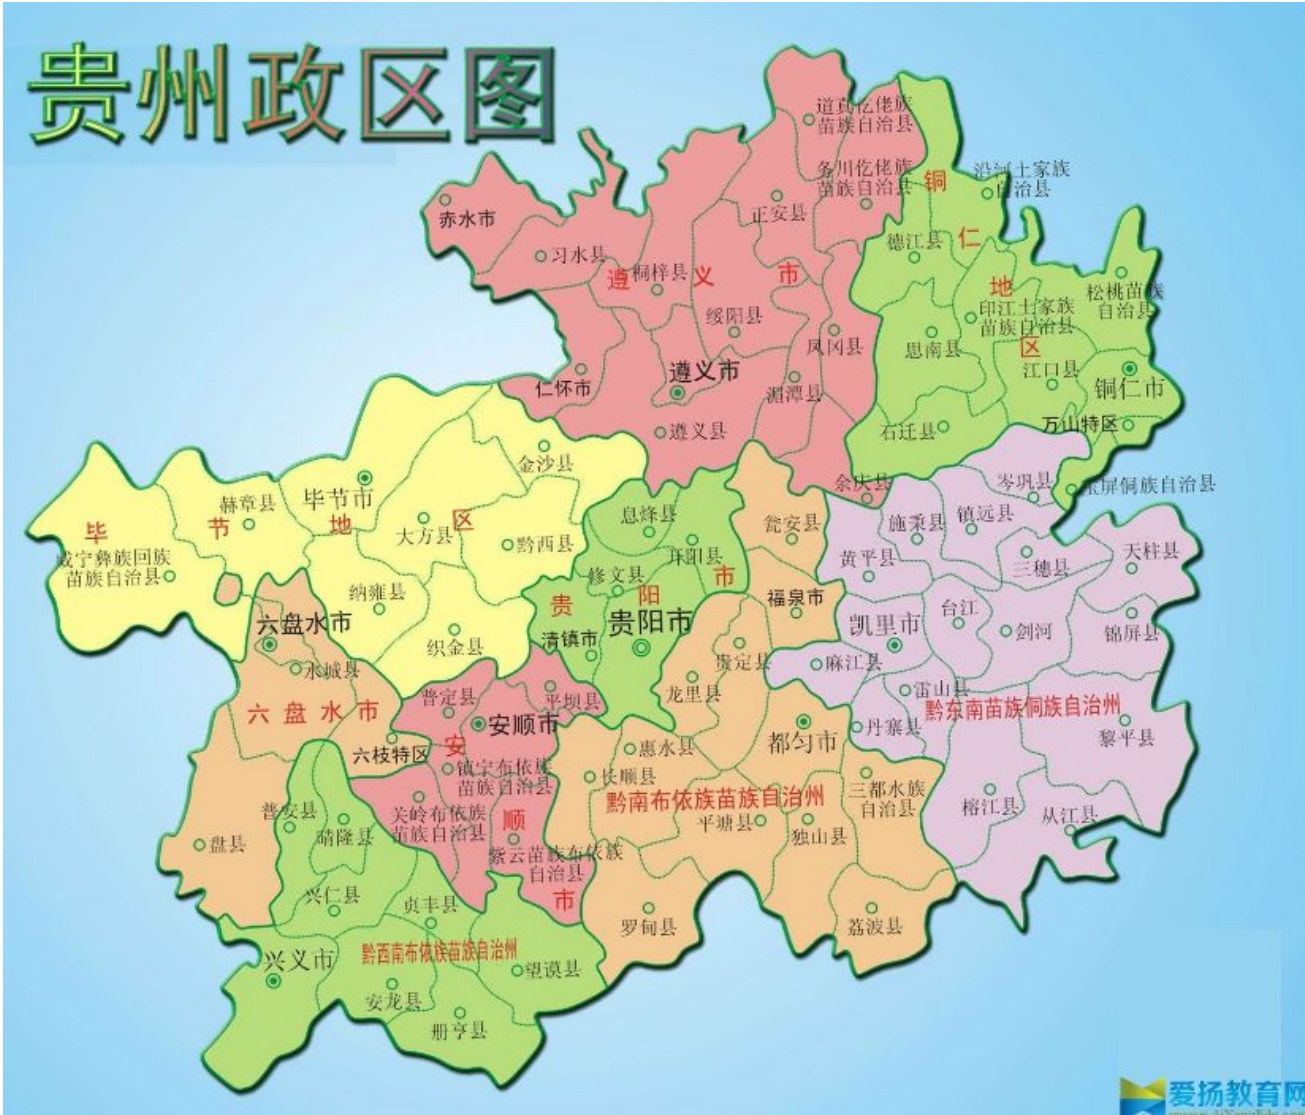 贵州政区图
道真仡佬族
苗族自治县
务川仡佬族
苗族自治县
沿河土家族
自治县
铜
仁
地
区
赤水市
正安县
德江县
习水县
遵
义
市
桐梓县
松桃苗族
自治县
印江土家族
苗族自治县
绥阳县
凤冈县
思南县
江口县
铜仁市
遵义市
仁怀市
湄潭县
万山特区
石迁县
遵义县
金沙县
余庆县
岑巩县
玉屏侗族自治县
毕
节
地
区
赫章县
毕节市
大方县
黔西县
息烽县
瓮安县
施秉县
镇远县
开阳县
黄平县
三穗县
天柱县
威宁彝族回族
苗族自治县
修文县
贵
阳
市
纳雍县
福泉市
六盘水市
清镇市
贵阳市
凯里市
台江
剑河
锦屏县
织金县
贵定县
麻江县
水城县
普定县
平坝县
龙里县
雷山县
六盘水市
黔东南苗族侗族自治州
安顺市
丹寨县
都匀市
黎平县
六枝特区
安
顺
市
惠水县
镇宁布依族
苗族自治县
长顺县
三都水族
自治县
黔南布依族苗族自治州
普安县
关岭布依族
苗族自治县
平塘县
榕江县
从江县
晴隆县
独山县
盘县
紫云苗族布依族
自治县
兴仁县
贞丰县
罗甸县
荔波县
黔西南布依族苗族自治州
兴义市
望谟县
安龙县
册亨县
爱扬教育网